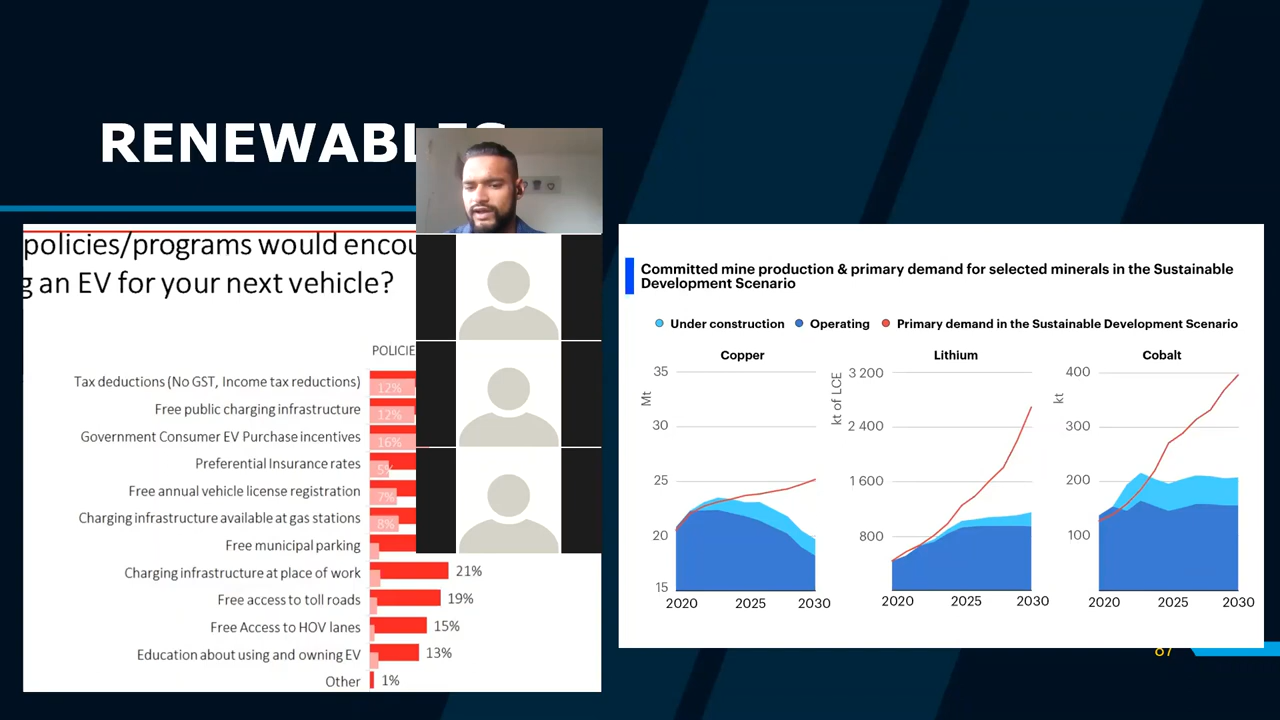 RENEWABLES
policies/programs would encou
g an EV for your next vehicle?
POLICIE
Tax deductions (No GST, Income tax reductions)
12%
Free public charging infrastructure
12%
Government Consumer EV Purchase incentives
16%
Preferential Insurance rates
5%
Free annual vehicle license registration
7%
Charging infrastructure available at gas stations
8%
Free municipal parking
Charging infrastructure at place of work
21%
Free access to toll roads
19%
Free Access to HOV lanes
15%
Education about using and owning EV
13%
Other
1%
Committed mine production & primary demand for selected minerals in the Sustainable
Development Scenario
Under construction
Operating
Primary demand in the Sustainable Development Scenario
Copper
Mt
35
30
25
20
15
2020
2025
2030
Lithium
kt of LCE
3 200
2 400
1 600
800
2020
2025
2030
Cobalt
kt
400
300
200
100
2020
2025
2030
87